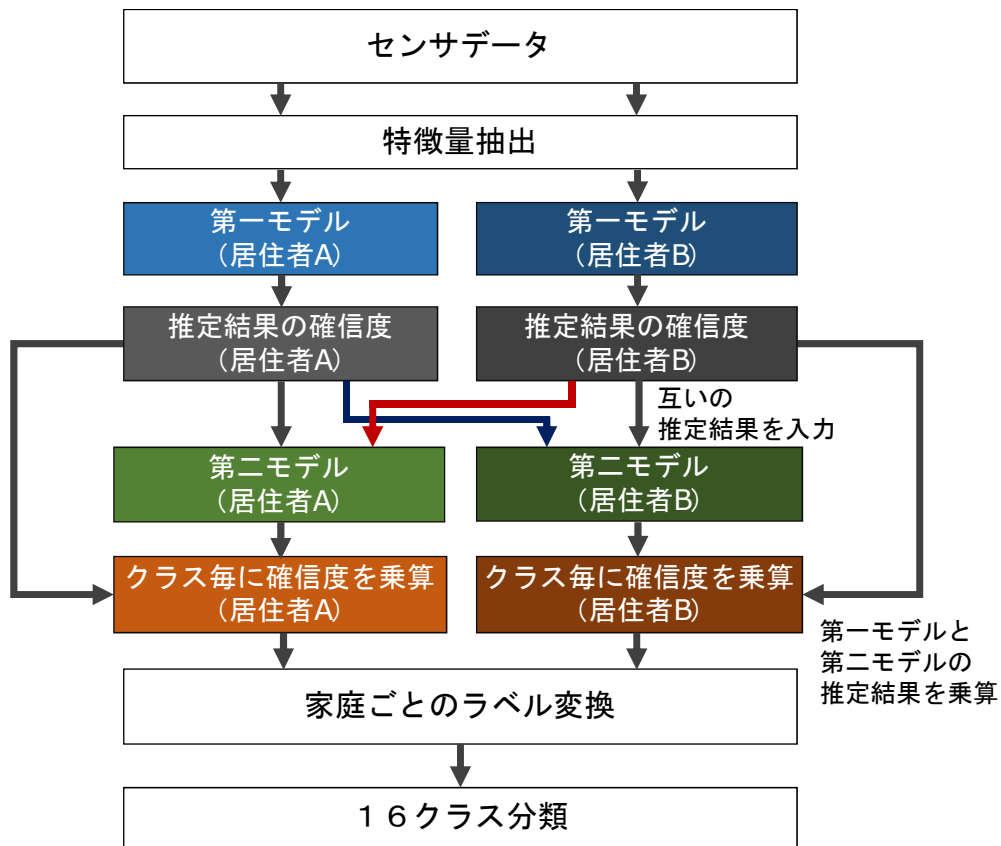 センサデータ
特徴量抽出
第一モデル
（居住者A）
第一モデル
（居住者B）
推定結果の確信度
（居住者A）
推定結果の確信度
（居住者B）
互いの
推定結果を入力
第二モデル
（居住者A）
第二モデル
（居住者B）
クラス毎に確信度を乗算
（居住者A）
クラス毎に確信度を乗算
（居住者B）
第一モデルと
第二モデルの
推定結果を乗算
家庭ごとのラベル変換
１６クラス分類